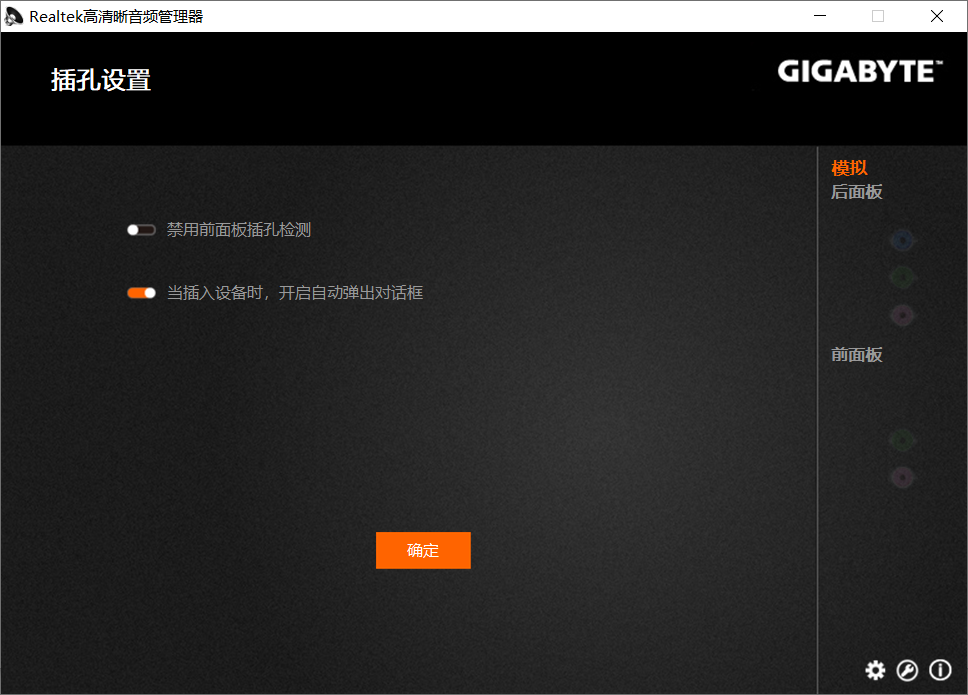 Realtek高清晰音频管理器
插孔设置
GIGABYTE™
模拟
后面板
禁用前面板插孔检测
当插入设备时，开启自动弹出对话框
前面板
确定